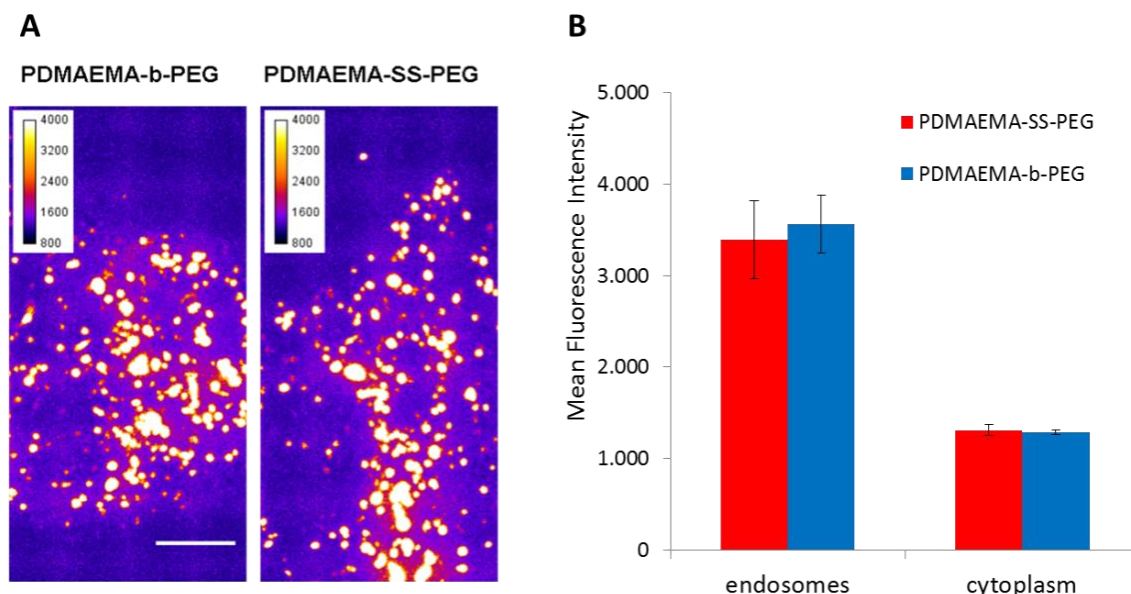 A
PDMAEMA-b-PEG
PDMAEMA-SS-PEG
4000
3200
2400
1600
800
4000
3200
2400
1600
800
B
Mean Fluorescence Intensity
5.000
4.000
3.000
2.000
1.000
0
PDMAEMA-SS-PEG
PDMAEMA-b-PEG
endosomes
cytoplasm